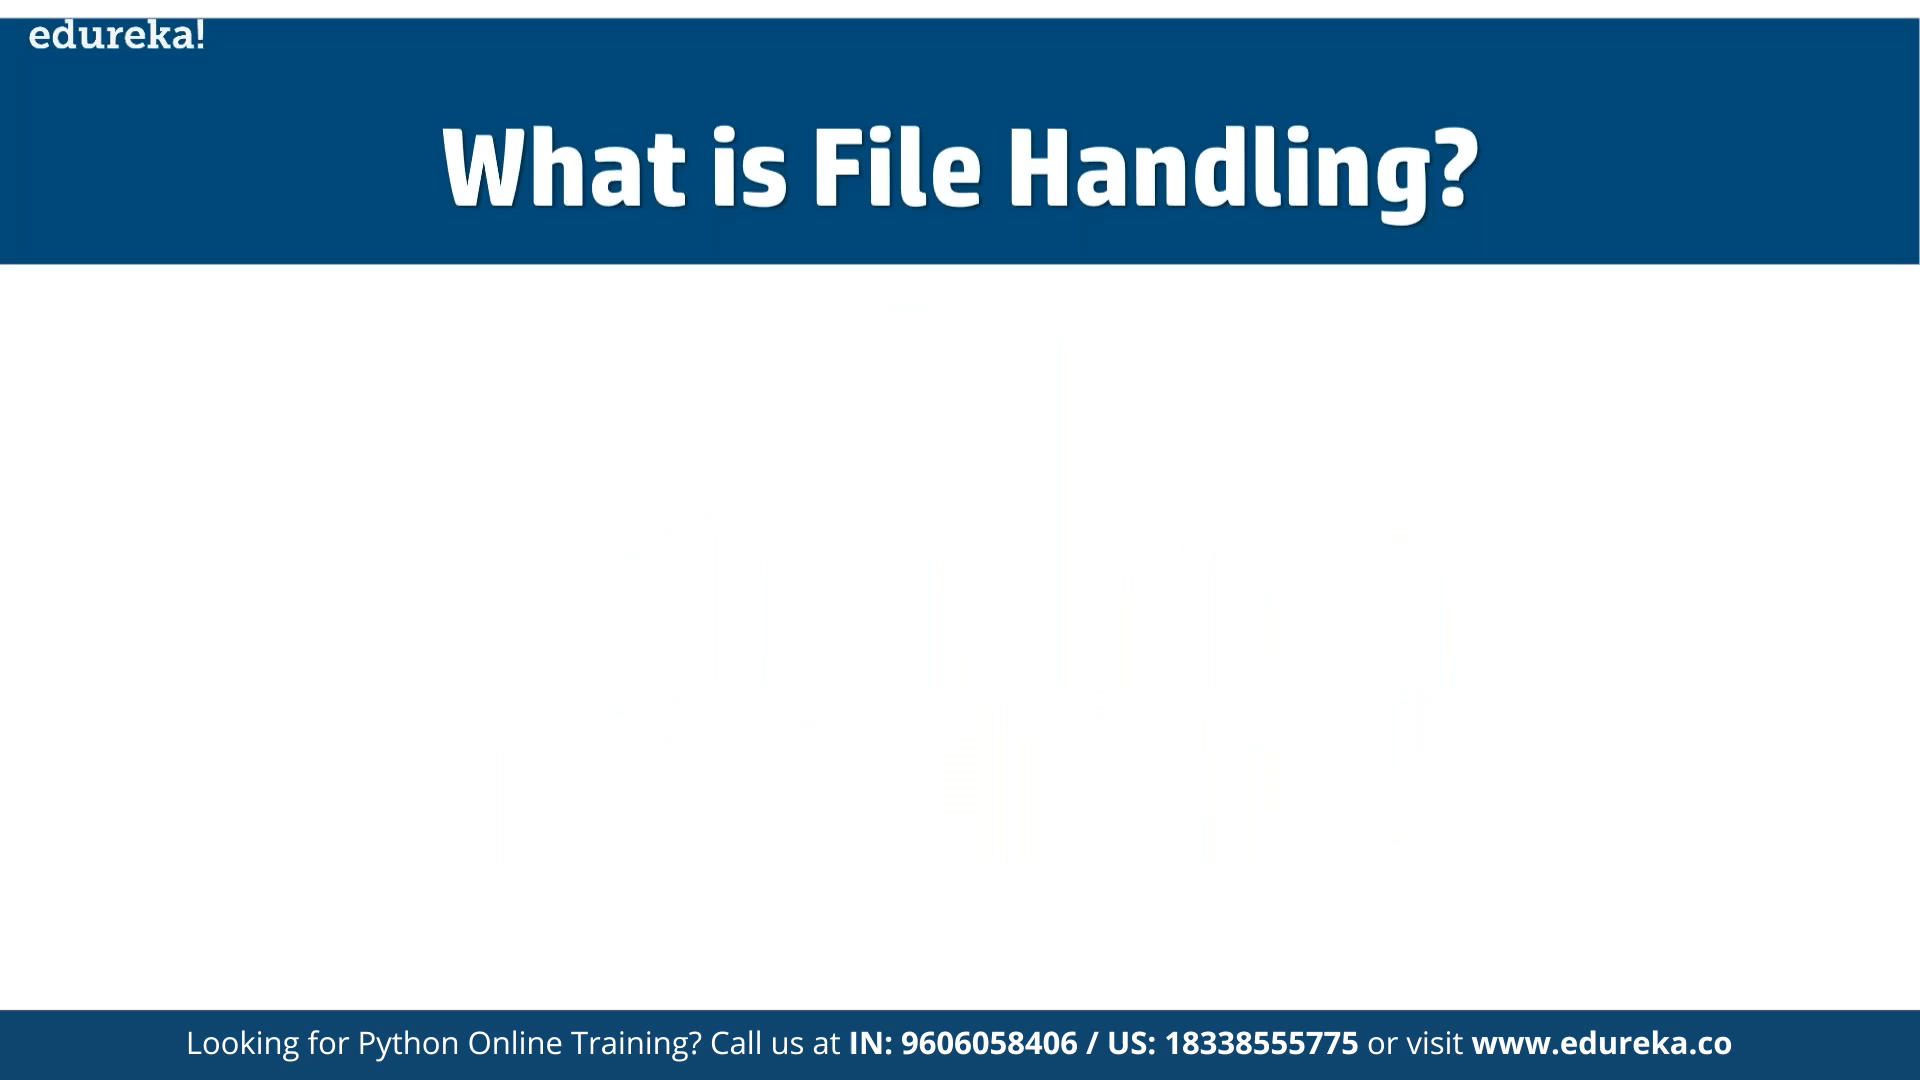 edureka!
What is File Handling?
Looking for Python Online Training? Call us at IN: 9606058406 / US: 18338555775 or visit www.edureka.co